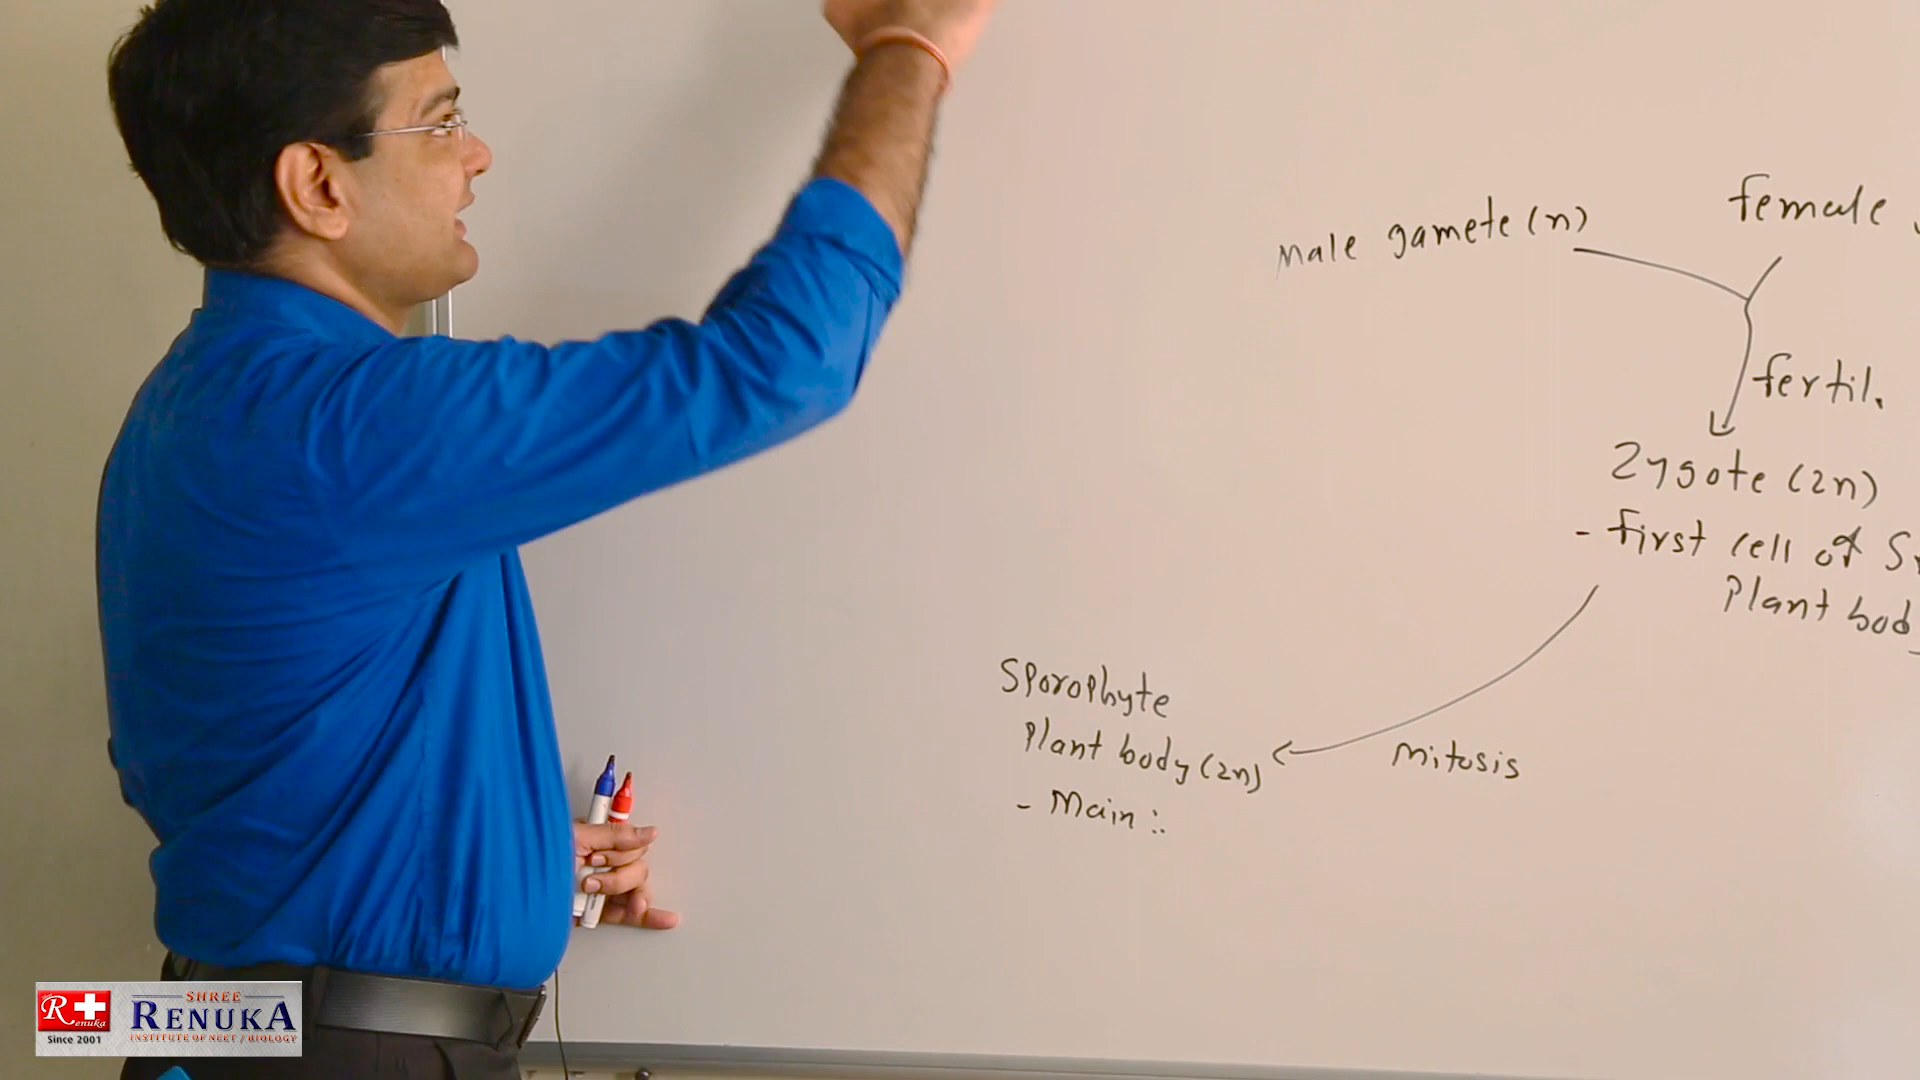 Male gamete (n)
female
fertil.
Zygote (2n)
- first cell of
Plant
Sporophyte
Plant body (2n)
mitosis
- Main :.
R
Renuka
Since 2001
SHREE
RENUKA
INSTITUTE OF NEET / BIOLOGY